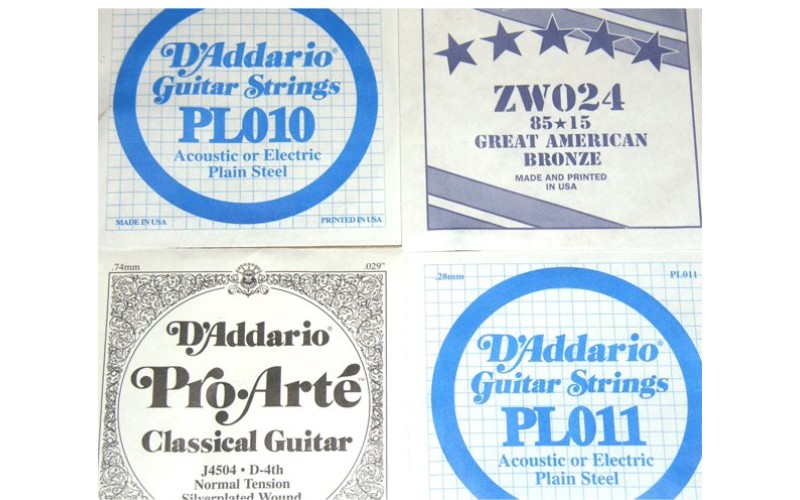 D'Addario®
Guitar Strings
PL010
Acoustic or Electric
Plain Steel
MADE IN USA
PRINTED IN USA
ZW024
85★15
GREAT AMERICAN
BRONZE
MADE AND PRINTED
IN USA
.74mm
.029"
D'Addario®
Pro•Arté™
Classical Guitar
J4504 • D-4th
Normal Tension
Silverplated Wound
.28mm
PL011
D'Addario®
Guitar Strings
PL011
Acoustic or Electric
Plain Steel